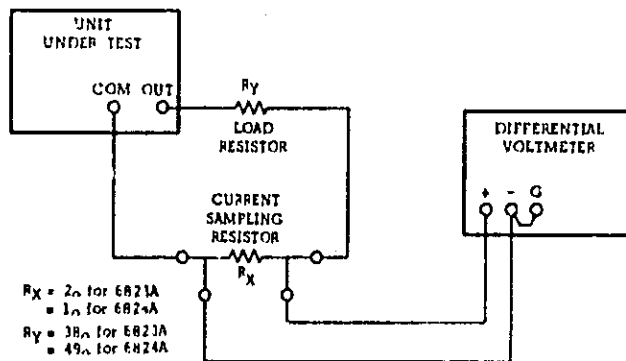 UNIT
UNDER TEST
COM OUT
RY
LOAD
RESISTOR
DIFFERENTIAL
VOLTMETER
+ - G
CURRENT
SAMPLING
RESISTOR
RX
RX = 2Ω for 6823A
= 1Ω for 6824A
RY = 38Ω for 6823A
= 49Ω for 6824A